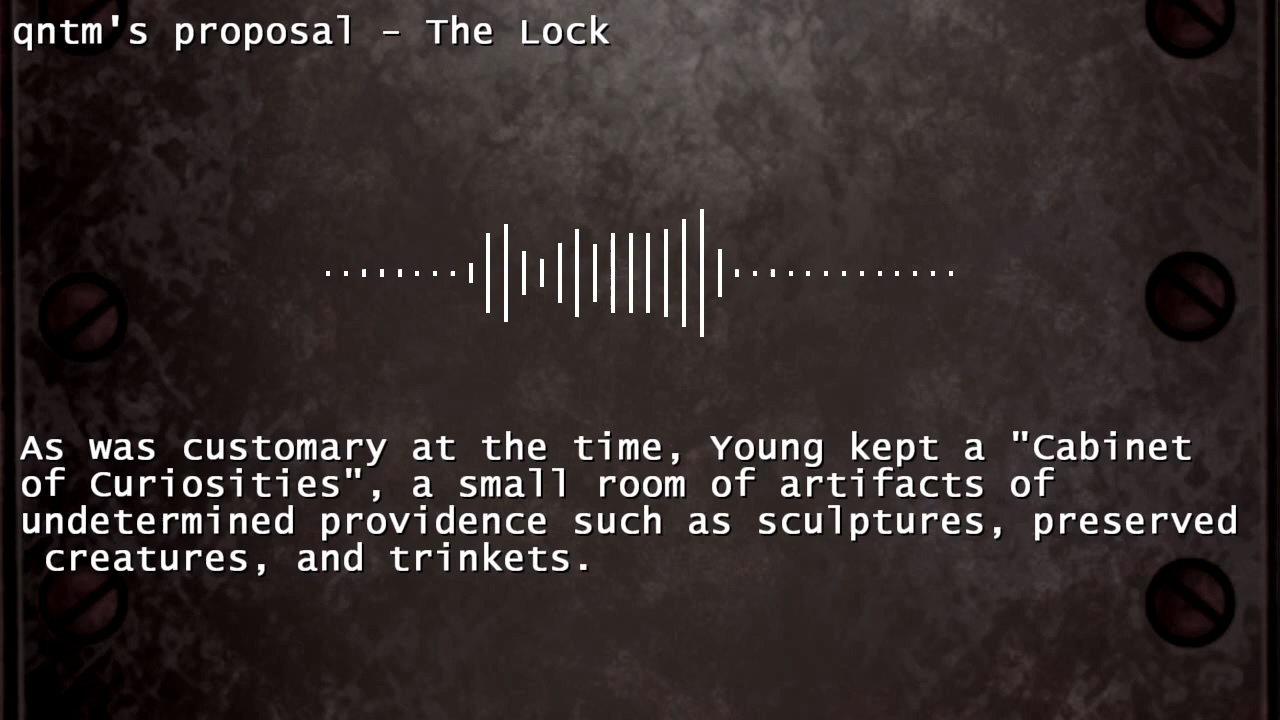 qntm's proposal - The Lock
As was customary at the time, Young kept a "Cabinet
of Curiosities", a small room of artifacts of
undetermined providence such as sculptures, preserved
creatures, and trinkets.